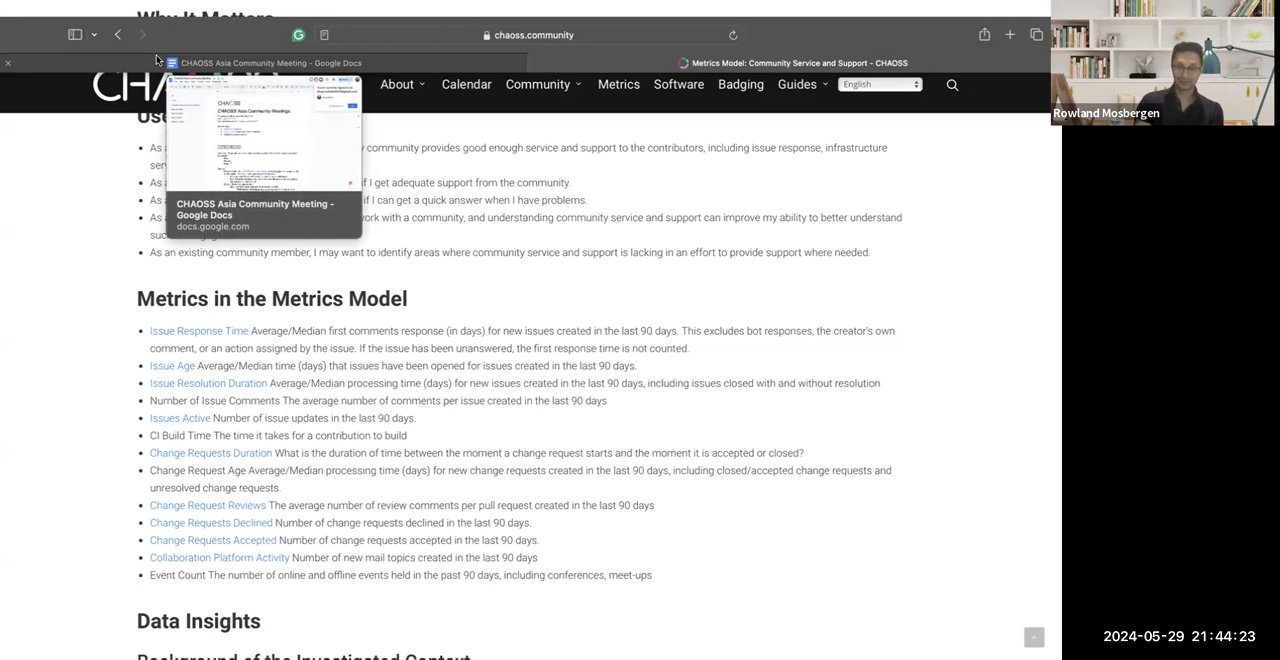 Why It Matters
chaoss.community
CHAOSS Asia Community Meeting - Google Docs
Metrics Model: Community Service and Support - CHAOSS
CHA
About
Calendar
Community
Metrics
Software
Badging
Guides
English
CHAOSS Asia Community Meeting -
Google Docs
docs.google.com
CHAOSS
CHAOSS Asia Community Meetings
Use
As a
community provides good enough service and support to the contributors, including issue response, infrastructure
As a
if I get
support from the community.
As a
if I can get a quick answer when I have problems.
As a
work with a community, and understanding community service and support can improve my ability to better understand
As an existing community member, I may want to identify areas where community service and support is lacking in an effort to provide support where needed.
Metrics in the Metrics Model
Issue Response Time Average/Median first comments response (in days) for new issues created in the last 90 days. This excludes bot responses, the creator's own
comment, or an action assigned by the issue. If the issue has been unanswered, the first response time is not counted.
Issue Age Average/Median time (days) that issues have been opened for issues created in the last 90 days.
Issue Resolution Duration Average/Median processing time (days) for new issues created in the last 90 days, including issues closed with and without resolution
Number of Issue Comments The average number of comments per issue created in the last 90 days
Issues Active Number of issue updates in the last 90 days.
CI Build Time The time it takes for a contribution to build
Change Requests Duration What is the duration of time between the moment a change request starts and the moment it is accepted or closed?
Change Request Age Average/Median processing time (days) for new change requests created in the last 90 days, including closed/accepted change requests and
unresolved change requests.
Change Request Reviews The average number of review comments per pull request created in the last 90 days
Change Requests Declined Number of change requests declined in the last 90 days.
Change Requests Accepted Number of change requests accepted in the last 90 days.
Collaboration Platform Activity Number of new mail topics created in the last 90 days
Event Count The number of online and offline events held in the past 90 days, including conferences, meet-ups
Data Insights
Background of the Investigated Context
Rowland Mosbergen
2024-05-29 21:44:23